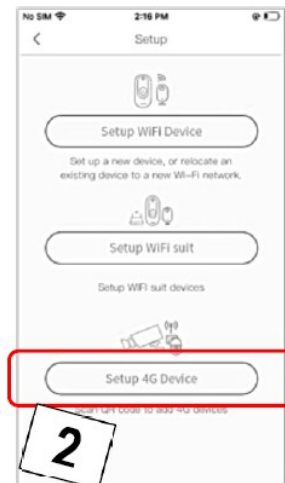 No SIM 2:16 PM
Setup
Setup WiFi Device
Set up a new device, or relocate an
existing device to a new Wi-Fi network.
Setup WIFI suit
Setup WIFI suit devices
Setup 4G Device
Scan QR code to add 4G devices
2